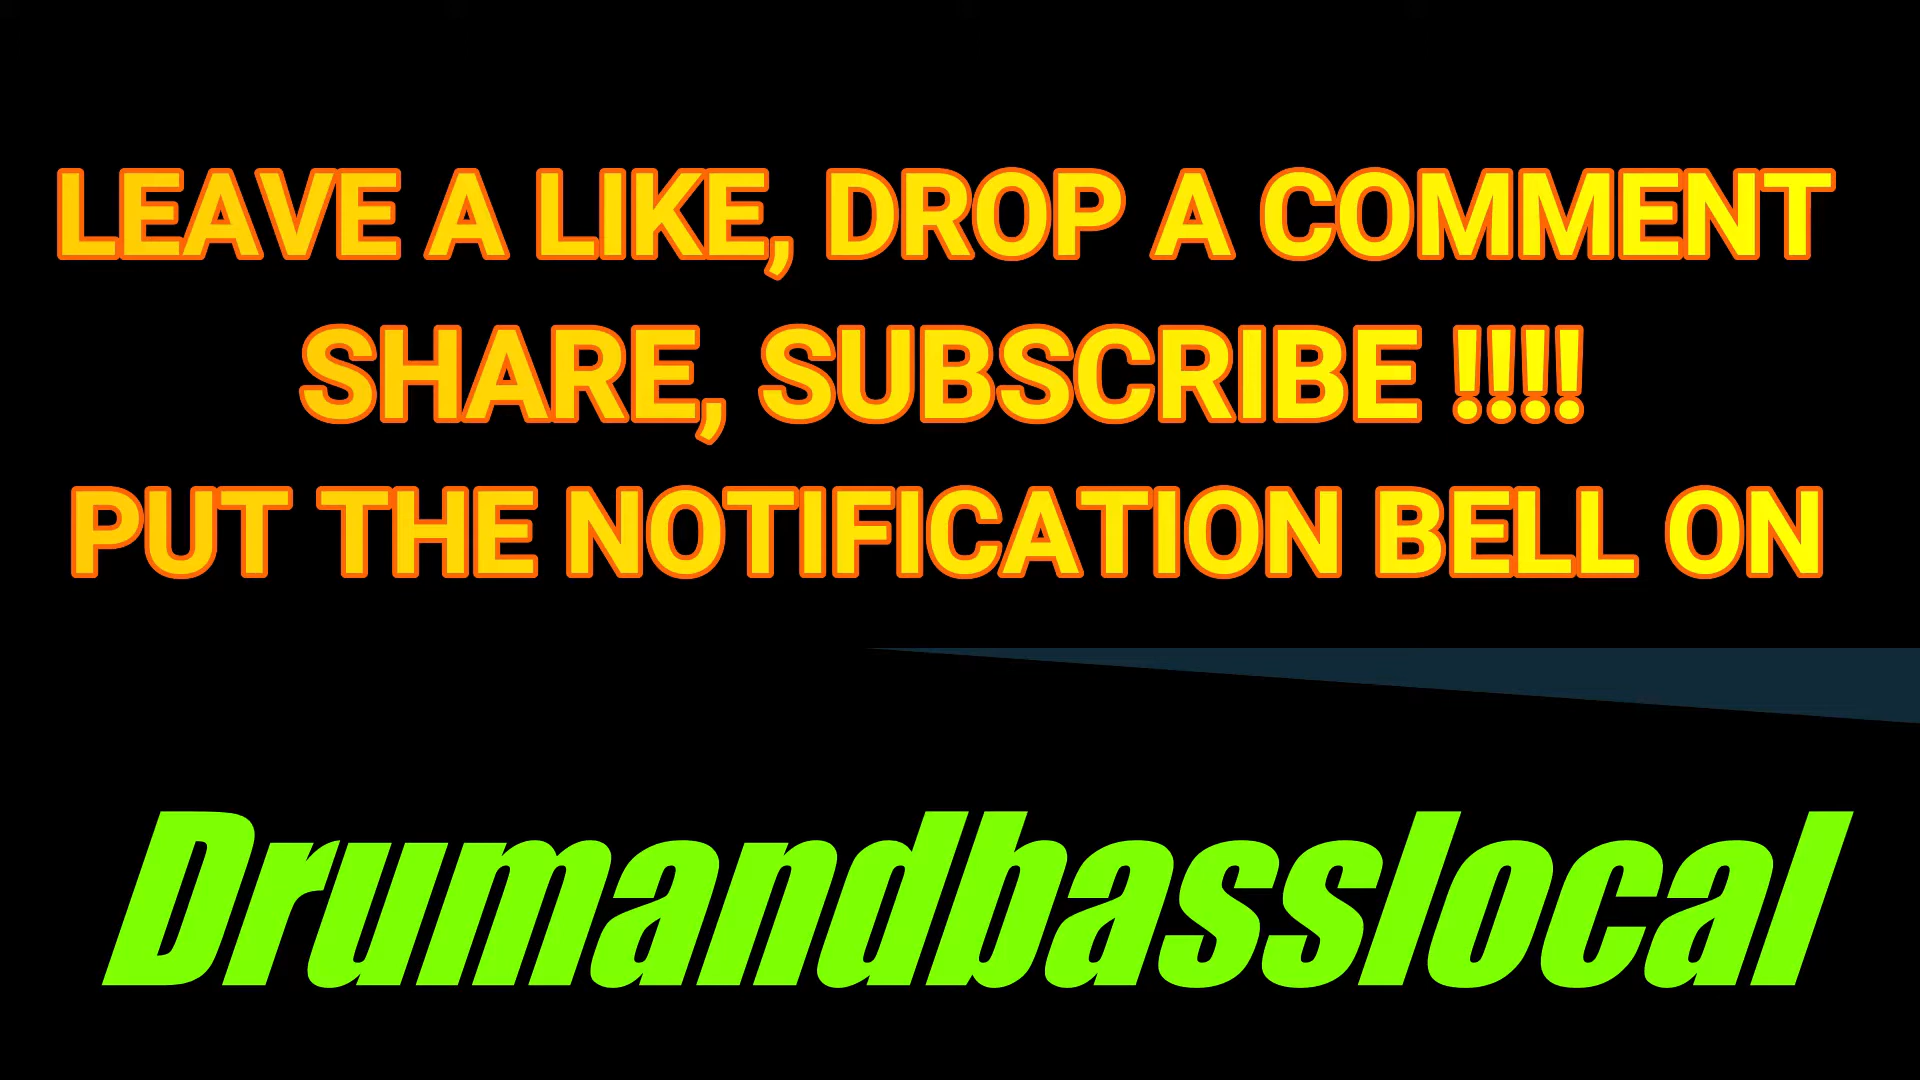 LEAVE A LIKE, DROP A COMMENT
SHARE, SUBSCRIBE !!!!
PUT THE NOTIFICATION BELL ON
Drumandbasslocal